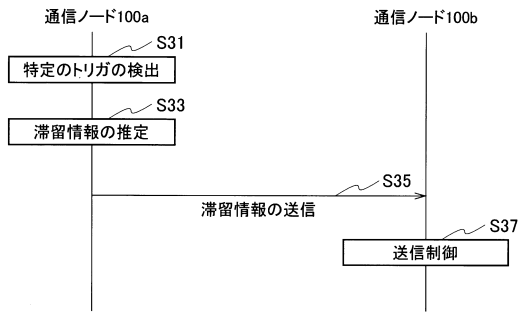 通信ノード100a
通信ノード100b
S31
特定のトリガの検出
S33
滞留情報の推定
S35
滞留情報の送信
S37
送信制御